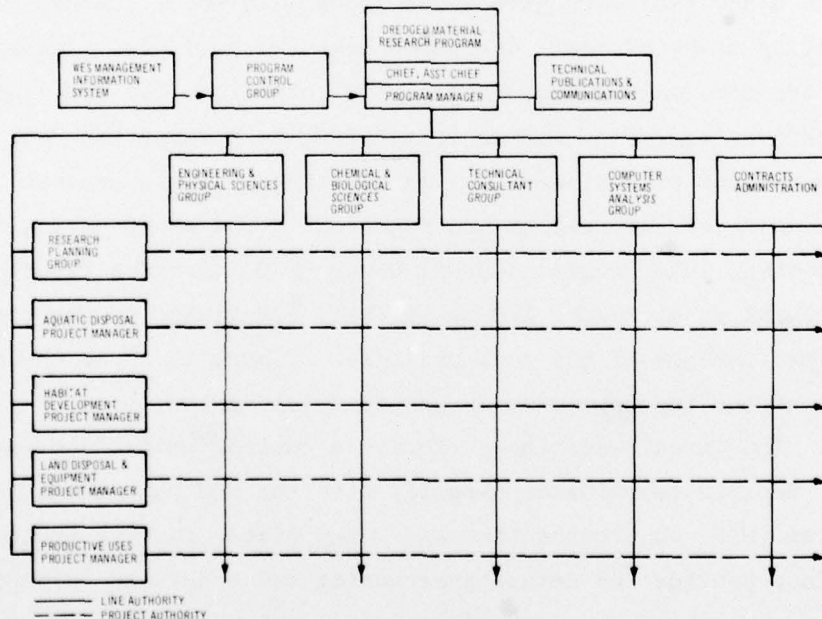 DREDGED MATERIAL
RESEARCH PROGRAM
CHIEF, ASST CHIEF
PROGRAM MANAGER
WES MANAGEMENT
INFORMATION
SYSTEM
PROGRAM
CONTROL
GROUP
TECHNICAL
PUBLICATIONS &
COMMUNICATIONS
ENGINEERING &
PHYSICAL SCIENCES
GROUP
CHEMICAL &
BIOLOGICAL
SCIENCES
GROUP
TECHNICAL
CONSULTANT
GROUP
COMPUTER
SYSTEMS
ANALYSIS
GROUP
CONTRACTS
ADMINISTRATION
RESEARCH
PLANNING
GROUP
AQUATIC DISPOSAL
PROJECT MANAGER
HABITAT
DEVELOPMENT
PROJECT MANAGER
LAND DISPOSAL &
EQUIPMENT
PROJECT MANAGER
PRODUCTIVE USES
PROJECT MANAGER
LINE AUTHORITY
PROJECT AUTHORITY